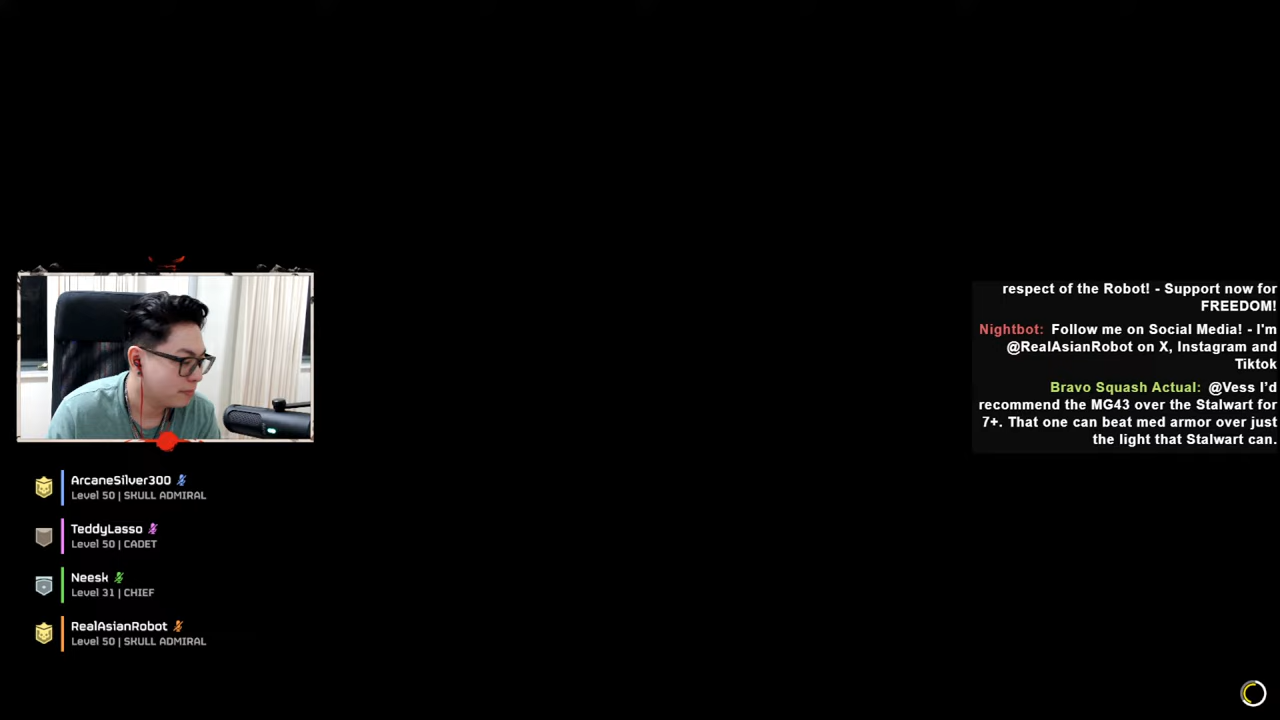 respect of the Robot! - Support now for
FREEDOM!
Nightbot: Follow me on Social Media! - I'm
@RealAsianRobot on X, Instagram and
Tiktok
Bravo Squash Actual: @Vess I'd
recommend the MG43 over the Stalwart for
7+. That one can beat med armor over just
the light that Stalwart can.
ArcaneSilver300
Level 50 | SKULL ADMIRAL
TeddyLasso
Level 50 | CADET
Neesk
Level 31 | CHIEF
RealAsianRobot
Level 50 | SKULL ADMIRAL